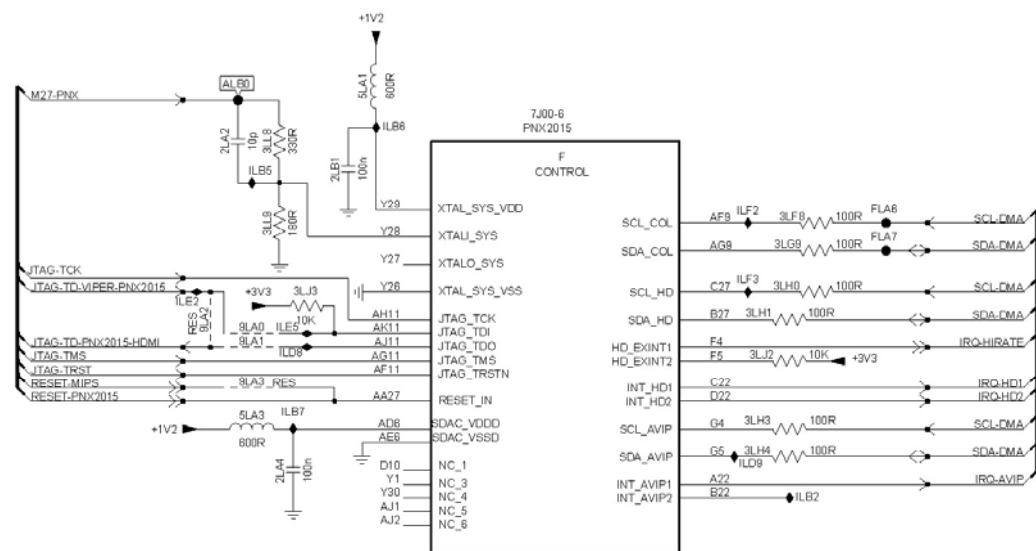 +1V2
5LA1
600R
ALB0
M27-PNX
2LA2
10p
3LL8
330R
ILB5
ILB6
2LB1
100n
3LL9
180R
7J00-6
PNX2015
F
CONTROL
Y29 XTAL_SYS_VDD
Y28 XTALI_SYS
Y27 XTALO_SYS
Y26 XTAL_SYS_VSS
JTAG-TCK
JTAG-TD-VIPER-PNX2015
ILE2
RES
9LA2
+3V3
3LJ3
10K
9LA0
ILE5
9LA1
ILD8
JTAG-TD-PNX2015-HDMI
JTAG-TMS
JTAG-TRST
RESET-MIPS
9LA3 RES
RESET-PNX2015
AH11 JTAG_TCK
AK11 JTAG_TDI
AJ11 JTAG_TDO
AG11 JTAG_TMS
AF11 JTAG_TRSTN
AA27 RESET_IN
+1V2
5LA3
600R
ILB7
2LA4
100n
AD6 SDAC_VDDD
AE6 SDAC_VSSD
D10 NC_1
Y1 NC_3
Y30 NC_4
AJ1 NC_5
AJ2 NC_6
SCL_COL AF9 ILF2 3LF8 100R FLA6 SCL-DMA
SDA_COL AG9 3LG9 100R FLA7 SDA-DMA
SCL_HD C27 ILF3 3LH0 100R SCL-DMA
SDA_HD B27 3LH1 100R SDA-DMA
HD_EXINT1 F4 IRQ-HIRATE
HD_EXINT2 F5 3LJ2 10K +3V3
INT_HD1 C22 IRQ-HD1
INT_HD2 D22 IRQ-HD2
SCL_AVIP G4 3LH3 100R SCL-DMA
SDA_AVIP G5 ILD9 3LH4 100R SDA-DMA
INT_AVIP1 A22 IRQ-AVIP
INT_AVIP2 B22 ILB2